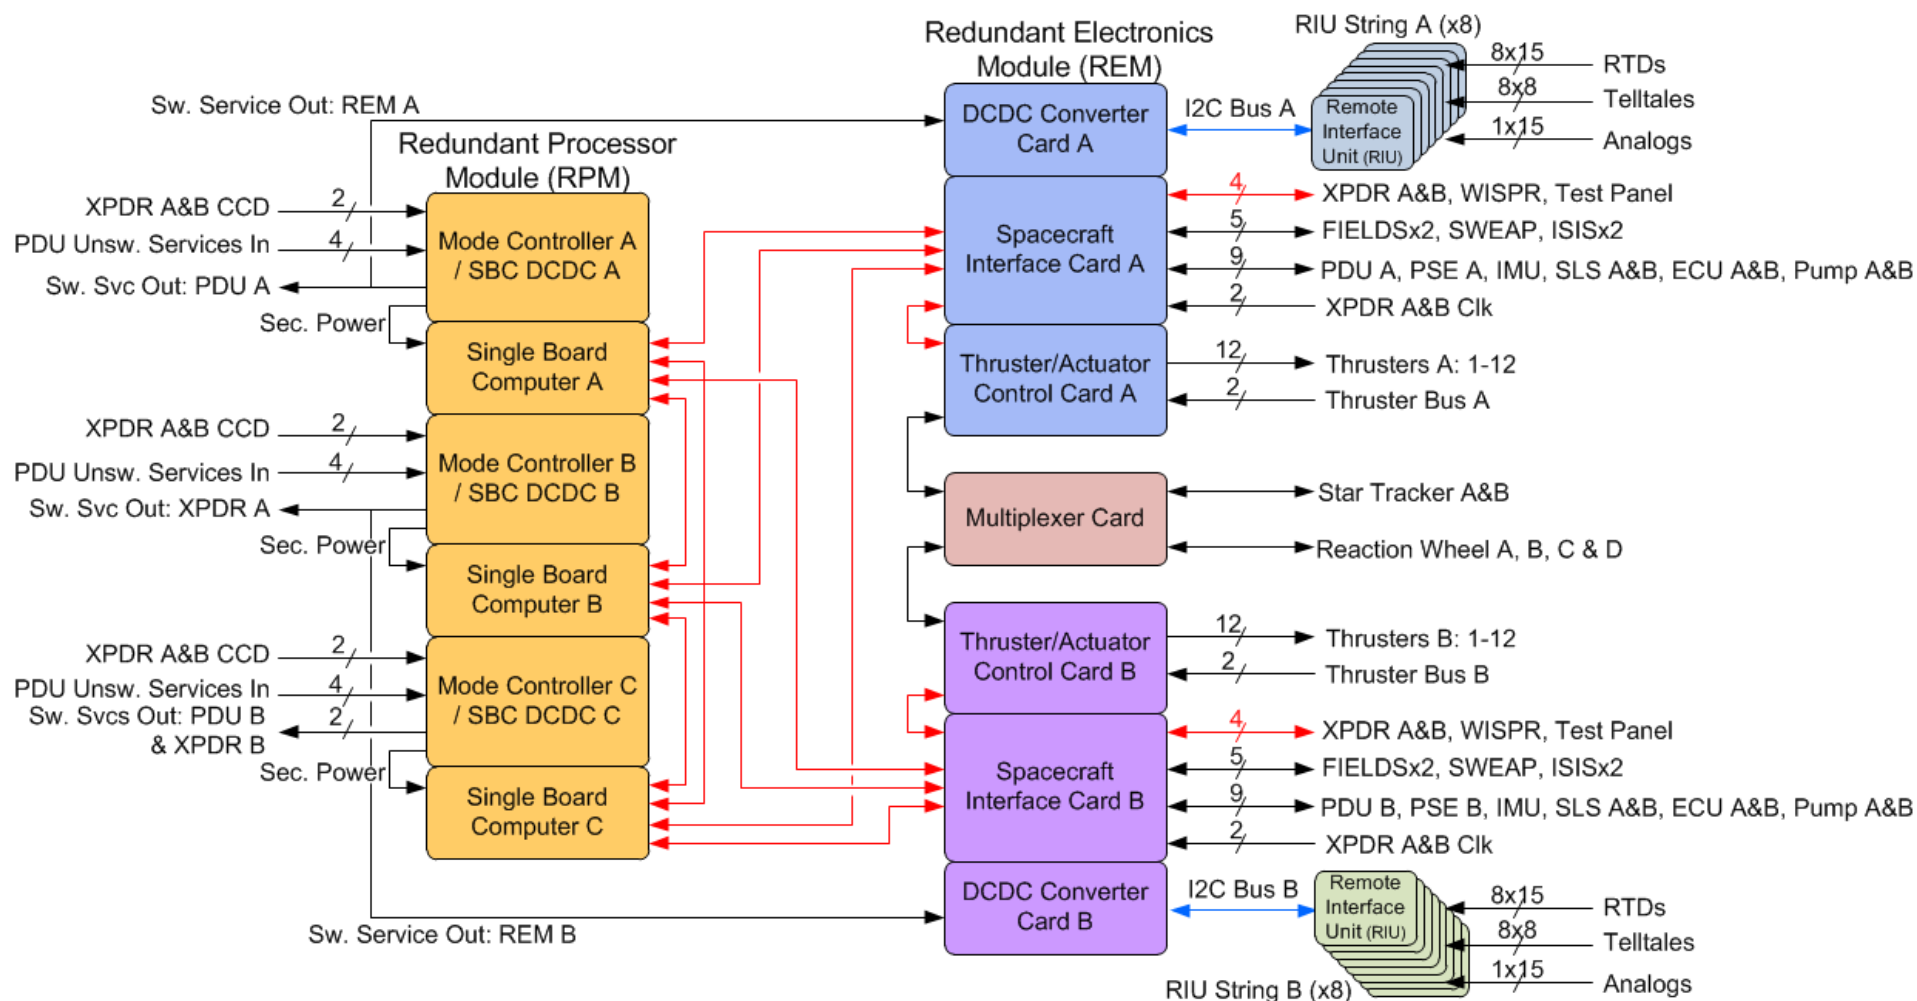 Redundant Electronics
Module (REM)
RIU String A (x8)
8x15
RTDs
8x8
Telltales
1x15
Analogs
Remote
Interface
Unit (RIU)
I2C Bus A
Sw. Service Out: REM A
DCDC Converter
Card A
Redundant Processor
Module (RPM)
XPDR A&B CCD
2
PDU Unsw. Services In
4
Sw. Svc Out: PDU A
Sec. Power
Mode Controller A
/ SBC DCDC A
Single Board
Computer A
XPDR A&B CCD
2
PDU Unsw. Services In
4
Sw. Svc Out: XPDR A
Sec. Power
Mode Controller B
/ SBC DCDC B
Single Board
Computer B
XPDR A&B CCD
2
PDU Unsw. Services In
4
Sw. Svcs Out: PDU B
& XPDR B
2
Sec. Power
Mode Controller C
/ SBC DCDC C
Single Board
Computer C
Sw. Service Out: REM B
Spacecraft
Interface Card A
4
XPDR A&B, WISPR, Test Panel
5
FIELDSx2, SWEAP, ISISx2
9
PDU A, PSE A, IMU, SLS A&B, ECU A&B, Pump A&B
2
XPDR A&B Clk
Thruster/Actuator
Control Card A
12
Thrusters A: 1-12
2
Thruster Bus A
Multiplexer Card
Star Tracker A&B
Reaction Wheel A, B, C & D
Thruster/Actuator
Control Card B
12
Thrusters B: 1-12
2
Thruster Bus B
Spacecraft
Interface Card B
4
XPDR A&B, WISPR, Test Panel
5
FIELDSx2, SWEAP, ISISx2
9
PDU B, PSE B, IMU, SLS A&B, ECU A&B, Pump A&B
2
XPDR A&B Clk
DCDC Converter
Card B
I2C Bus B
Remote
Interface
Unit (RIU)
8x15
RTDs
8x8
Telltales
1x15
Analogs
RIU String B (x8)